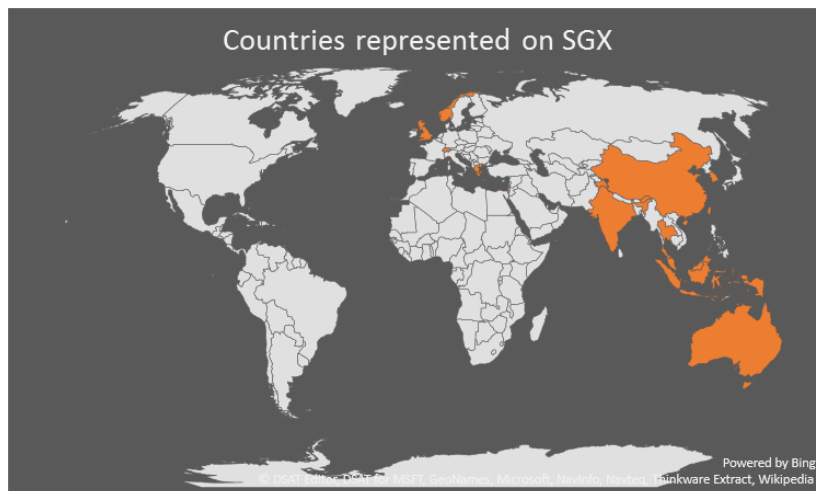 Countries represented on SGX
Powered by Bing
© DSAT Editor, DSAT for MSFT, GeoNames, Microsoft, NavInfo, Navteq, Thinkware Extract, Wikipedia